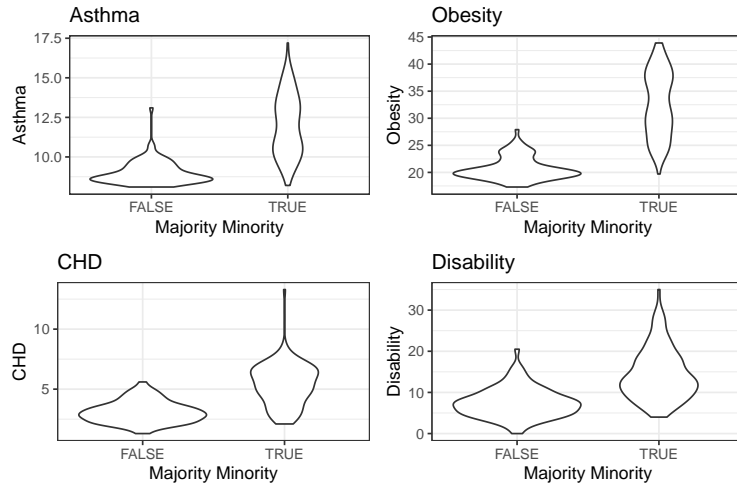 Asthma
17.5
15.0
12.5
10.0
Asthma
FALSE
TRUE
Majority Minority
Obesity
45
40
35
30
25
20
Obesity
FALSE
TRUE
Majority Minority
CHD
10
5
CHD
FALSE
TRUE
Majority Minority
Disability
30
20
10
0
Disability
FALSE
TRUE
Majority Minority